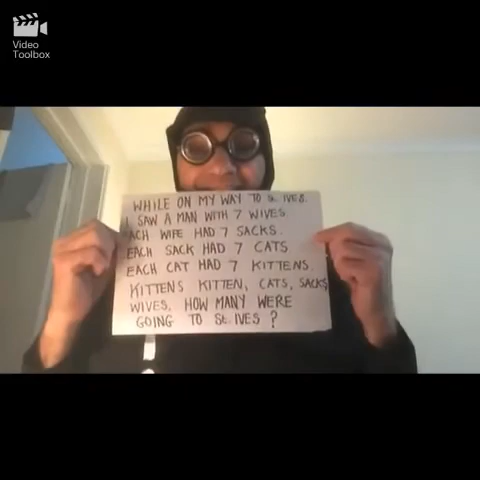 Video
Toolbox
WHILE ON MY WAY TO St. IVES.
I SAW A MAN WITH 7 WIVES.
EACH WIFE HAD 7 SACKS.
EACH SACK HAD 7 CATS
EACH CAT HAD 7 KITTENS.
KITTENS KITTEN, CATS, SACKS
WIVES. HOW MANY WERE
GOING TO St. IVES ?